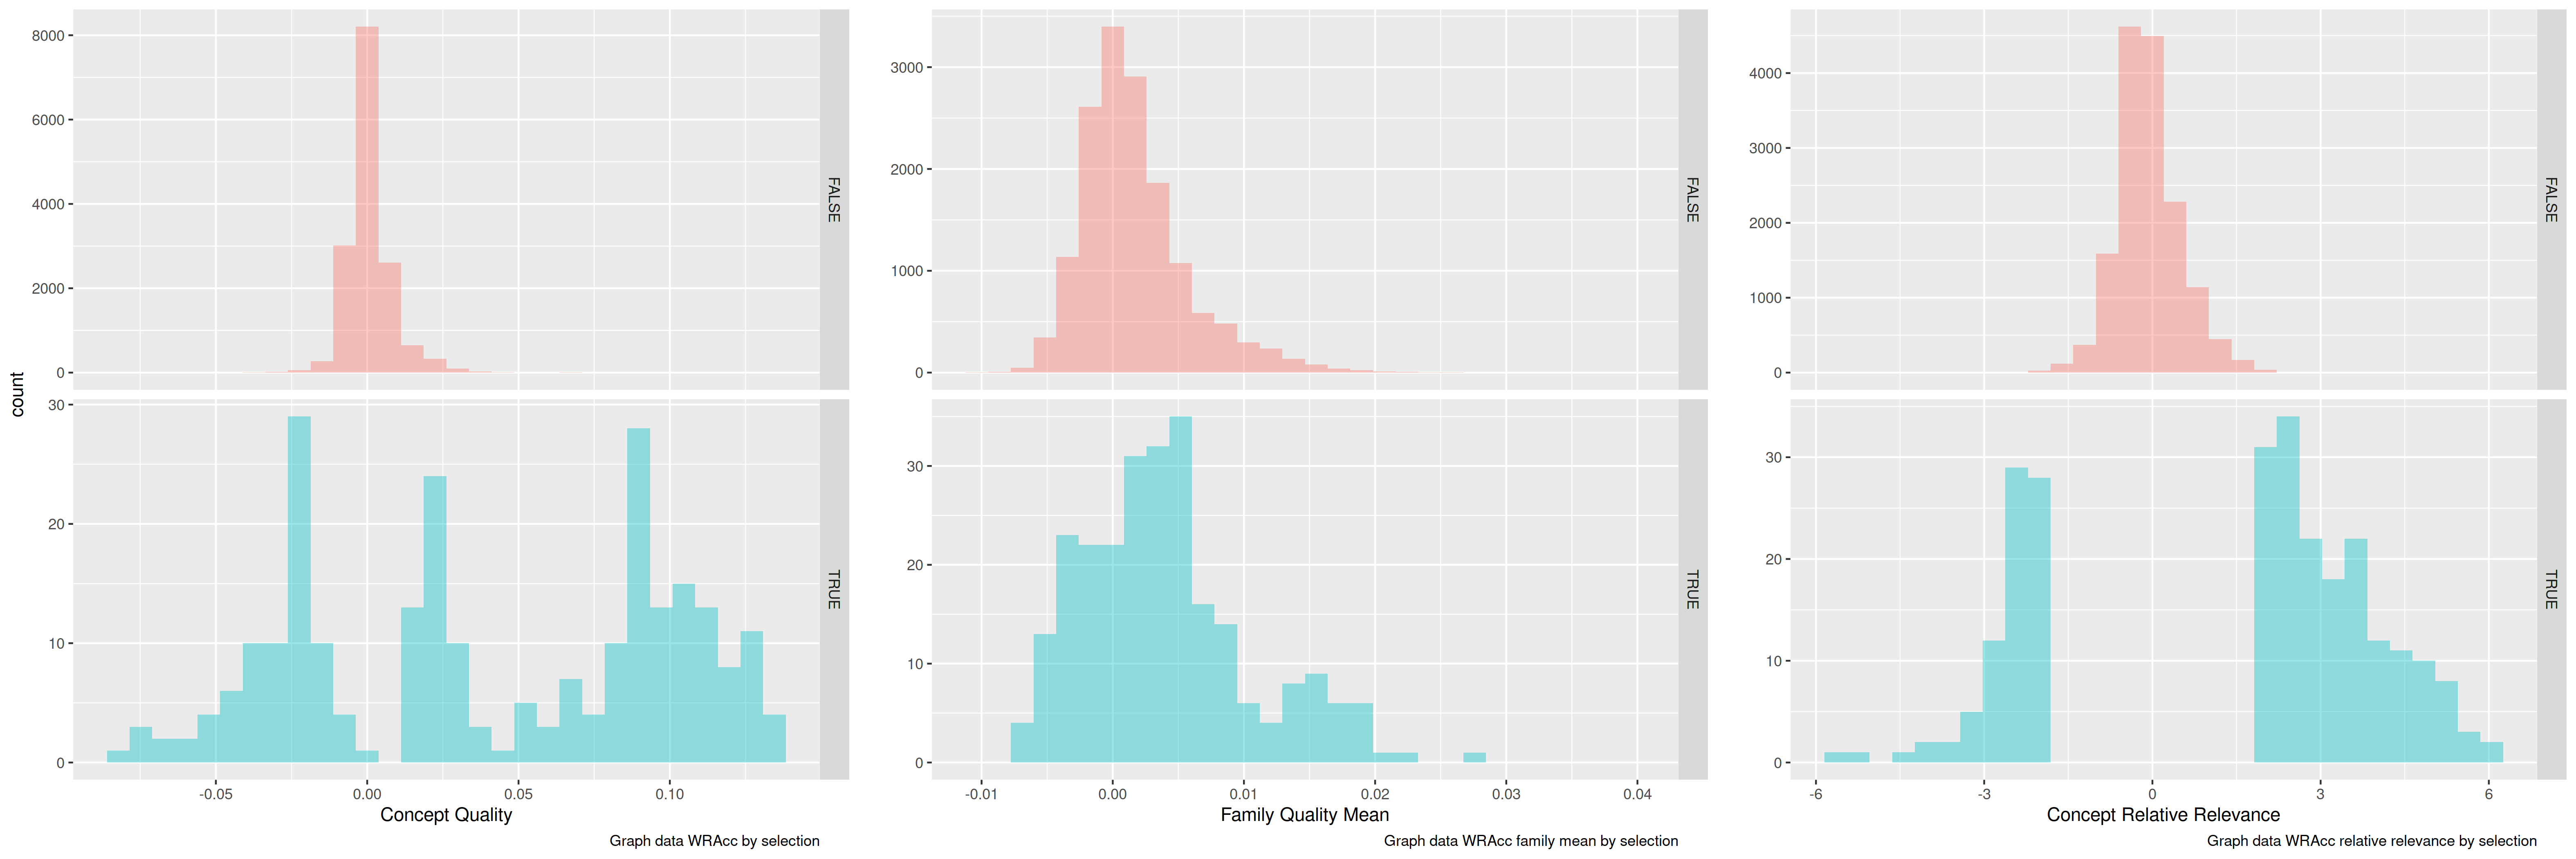 count
8000
6000
4000
2000
0
FALSE
30
20
10
0
TRUE
-0.05 0.00 0.05 0.10
Concept Quality
Graph data WRAcc by selection
3000
2000
1000
0
FALSE
30
20
10
0
TRUE
-0.01 0.00 0.01 0.02 0.03 0.04
Family Quality Mean
Graph data WRAcc family mean by selection
4000
3000
2000
1000
0
FALSE
30
20
10
0
TRUE
-6 -3 0 3 6
Concept Relative Relevance
Graph data WRAcc relative relevance by selection